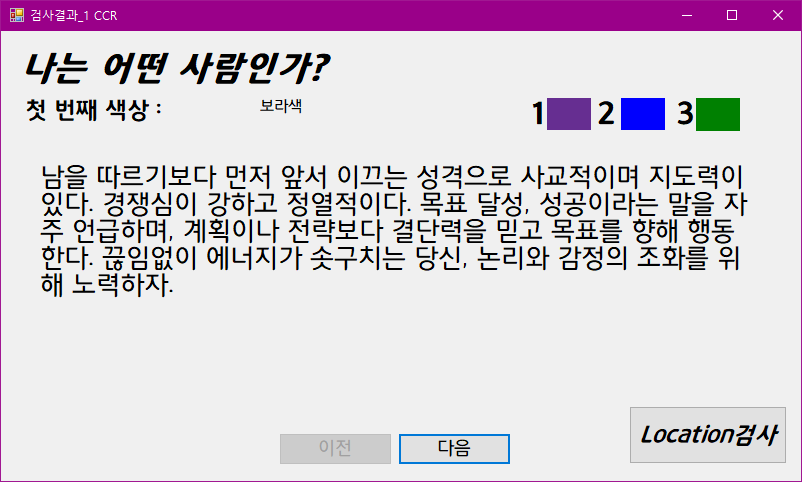 검사결과_1 CCR
나는 어떤 사람인가?
첫 번째 색상 : 보라색 1 2 3
남을 따르기보다 먼저 앞서 이끄는 성격으로 사교적이며 지도력이
있다. 경쟁심이 강하고 정열적이다. 목표 달성, 성공이라는 말을 자
주 언급하며, 계획이나 전략보다 결단력을 믿고 목표를 향해 행동
한다. 끊임없이 에너지가 솟구치는 당신, 논리와 감정의 조화를 위
해 노력하자.
Location검사
이전 다음